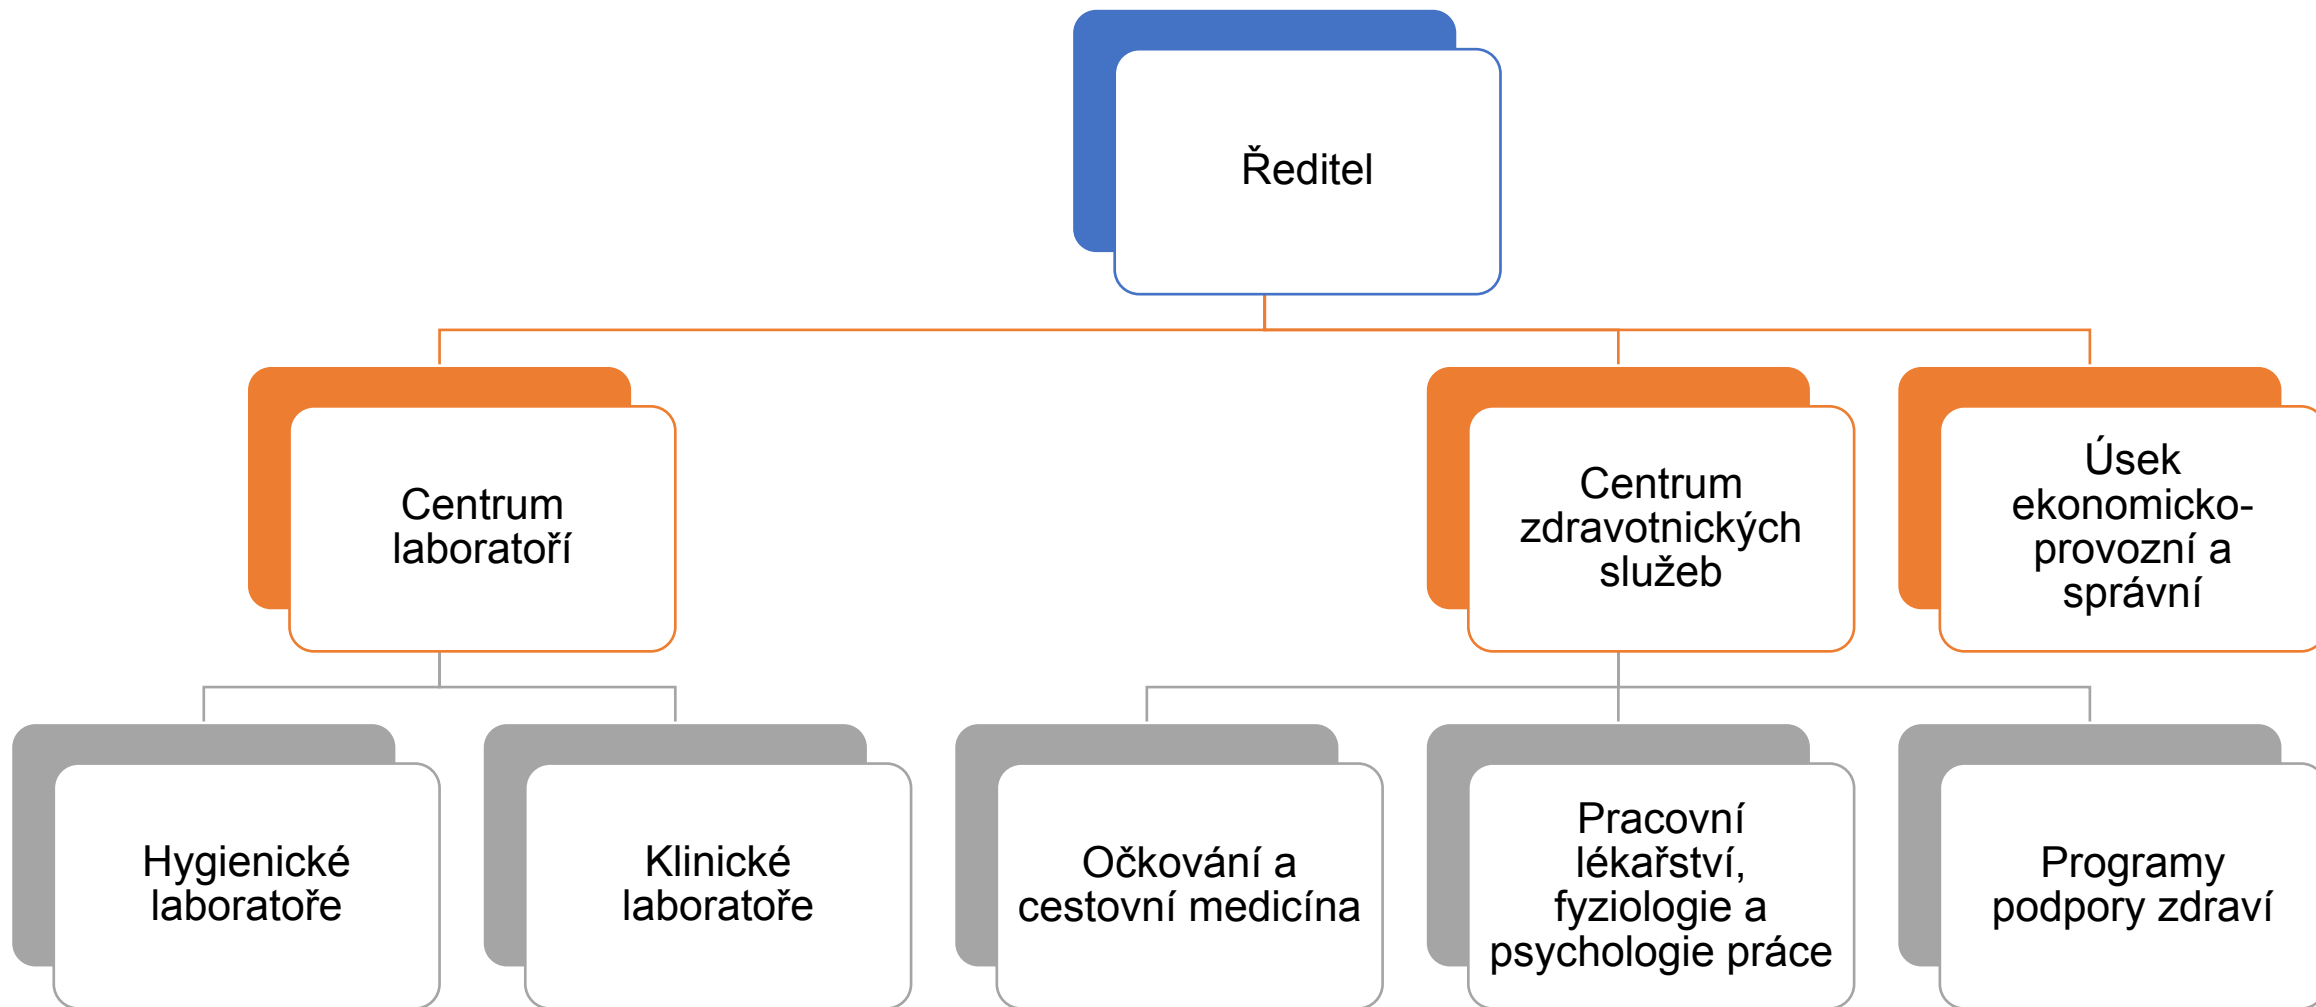 Ředitel
Centrum
laboratoří
Centrum
zdravotnických
služeb
Úsek
ekonomicko-
provozní a
správní
Hygienické
laboratoře
Klinické
laboratoře
Očkování a
cestovní medicína
Pracovní
lékařství,
fyziologie a
psychologie práce
Programy
podpory zdraví